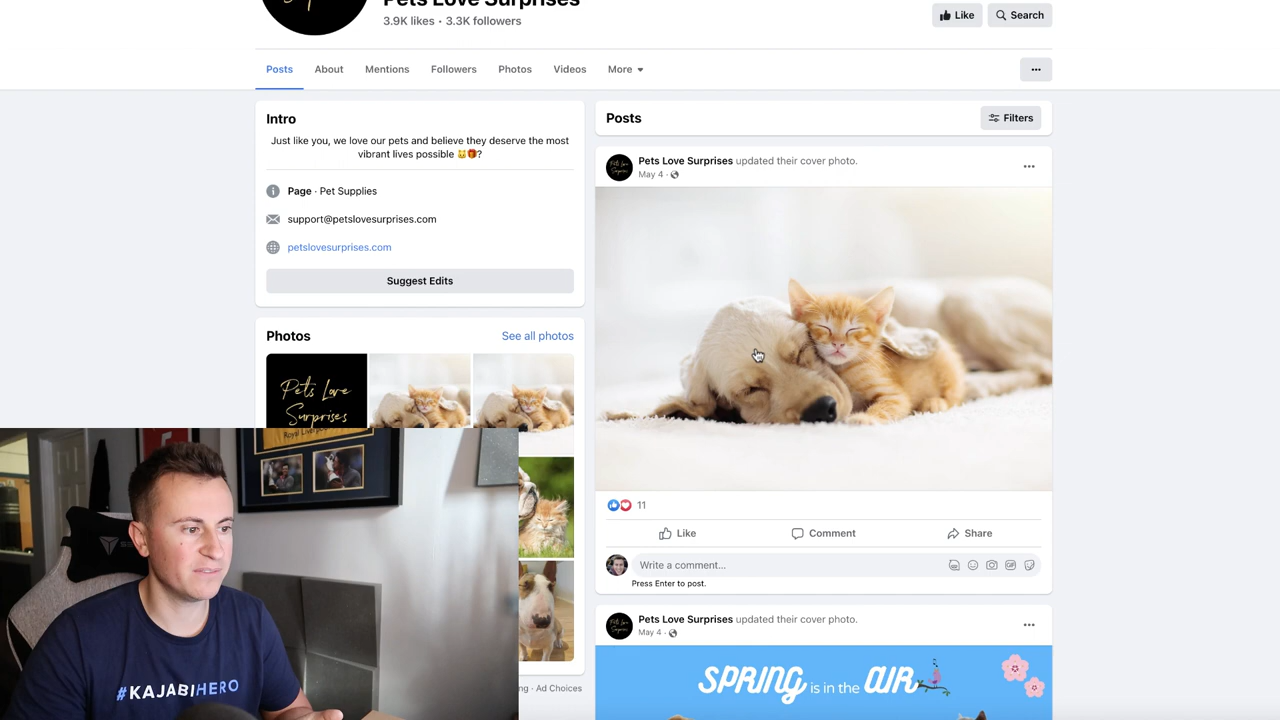 Pets Love Surprises
3.9K likes · 3.3K followers
Like
Search
Posts
About
Mentions
Followers
Photos
Videos
More
Intro
Just like you, we love our pets and believe they deserve the most
vibrant lives possible 🐱🎁?
Page · Pet Supplies
support@petslovesurprises.com
petslovesurprises.com
Suggest Edits
Photos
See all photos
Pets Love
Surprises
Posts
Filters
Pets Love Surprises updated their cover photo.
May 4 ·
11
Like
Comment
Share
Write a comment...
Press Enter to post.
Pets Love Surprises updated their cover photo.
May 4 ·
SPRING is in the AIR
· Ad Choices
#KAJABIHERO